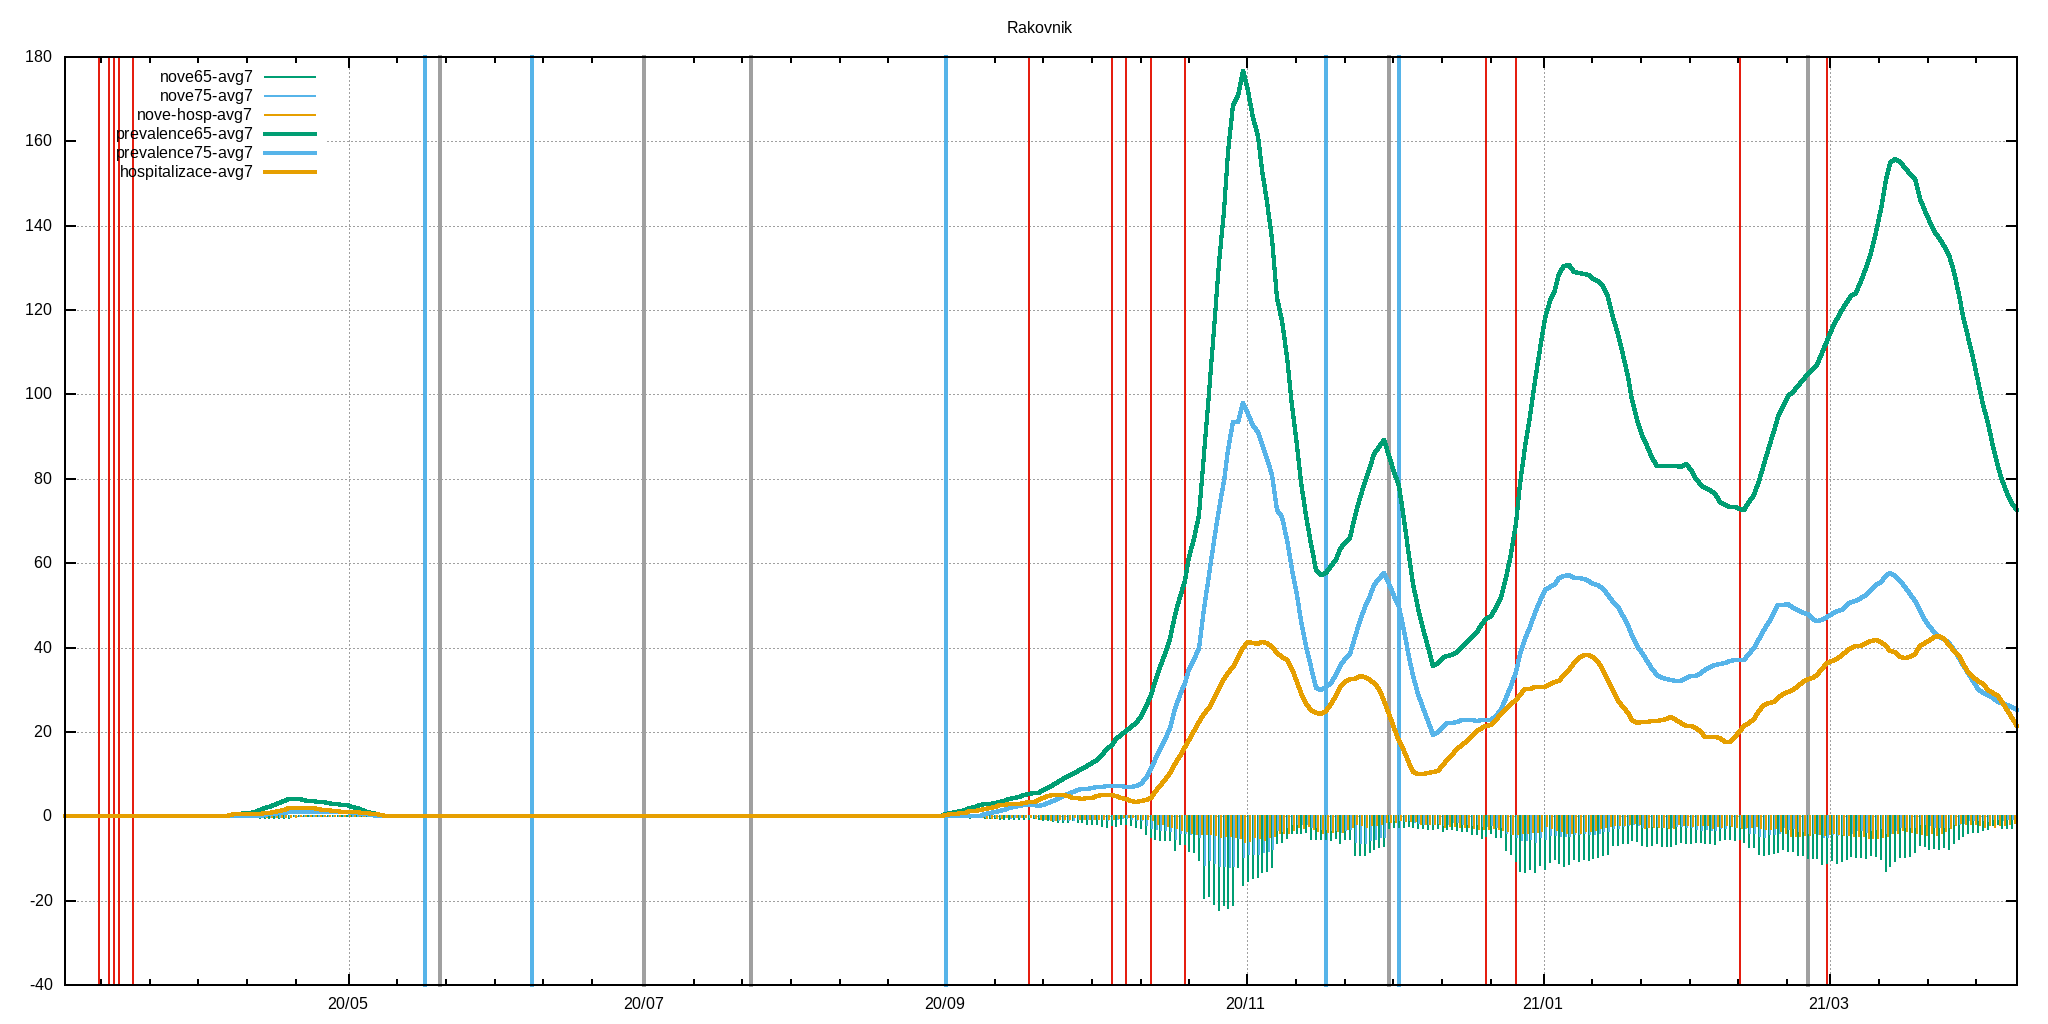 Rakovnik
nove65-avg7
nove75-avg7
nove-hosp-avg7
prevalence65-avg7
prevalence75-avg7
hospitalizace-avg7
180
160
140
120
100
80
60
40
20
0
-20
-40
20/05 20/07 20/09 20/11 21/01 21/03